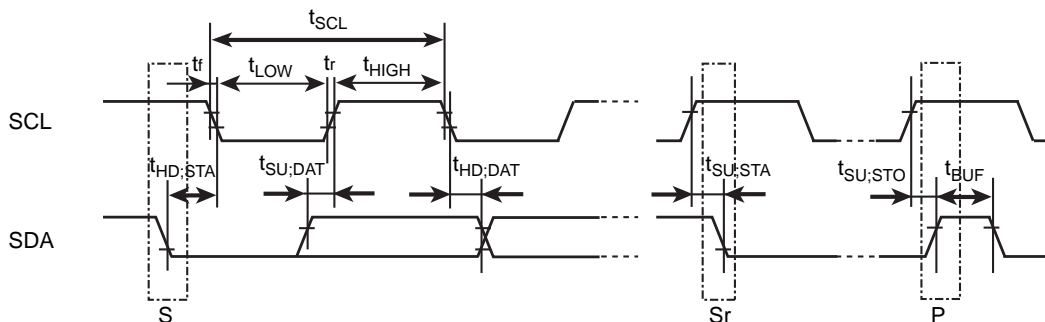 tSCL
tf tLOW tr tHIGH
SCL
tHD;STA tSU;DAT tHD;DAT tSU;STA tSU;STO tBUF
SDA
S Sr P